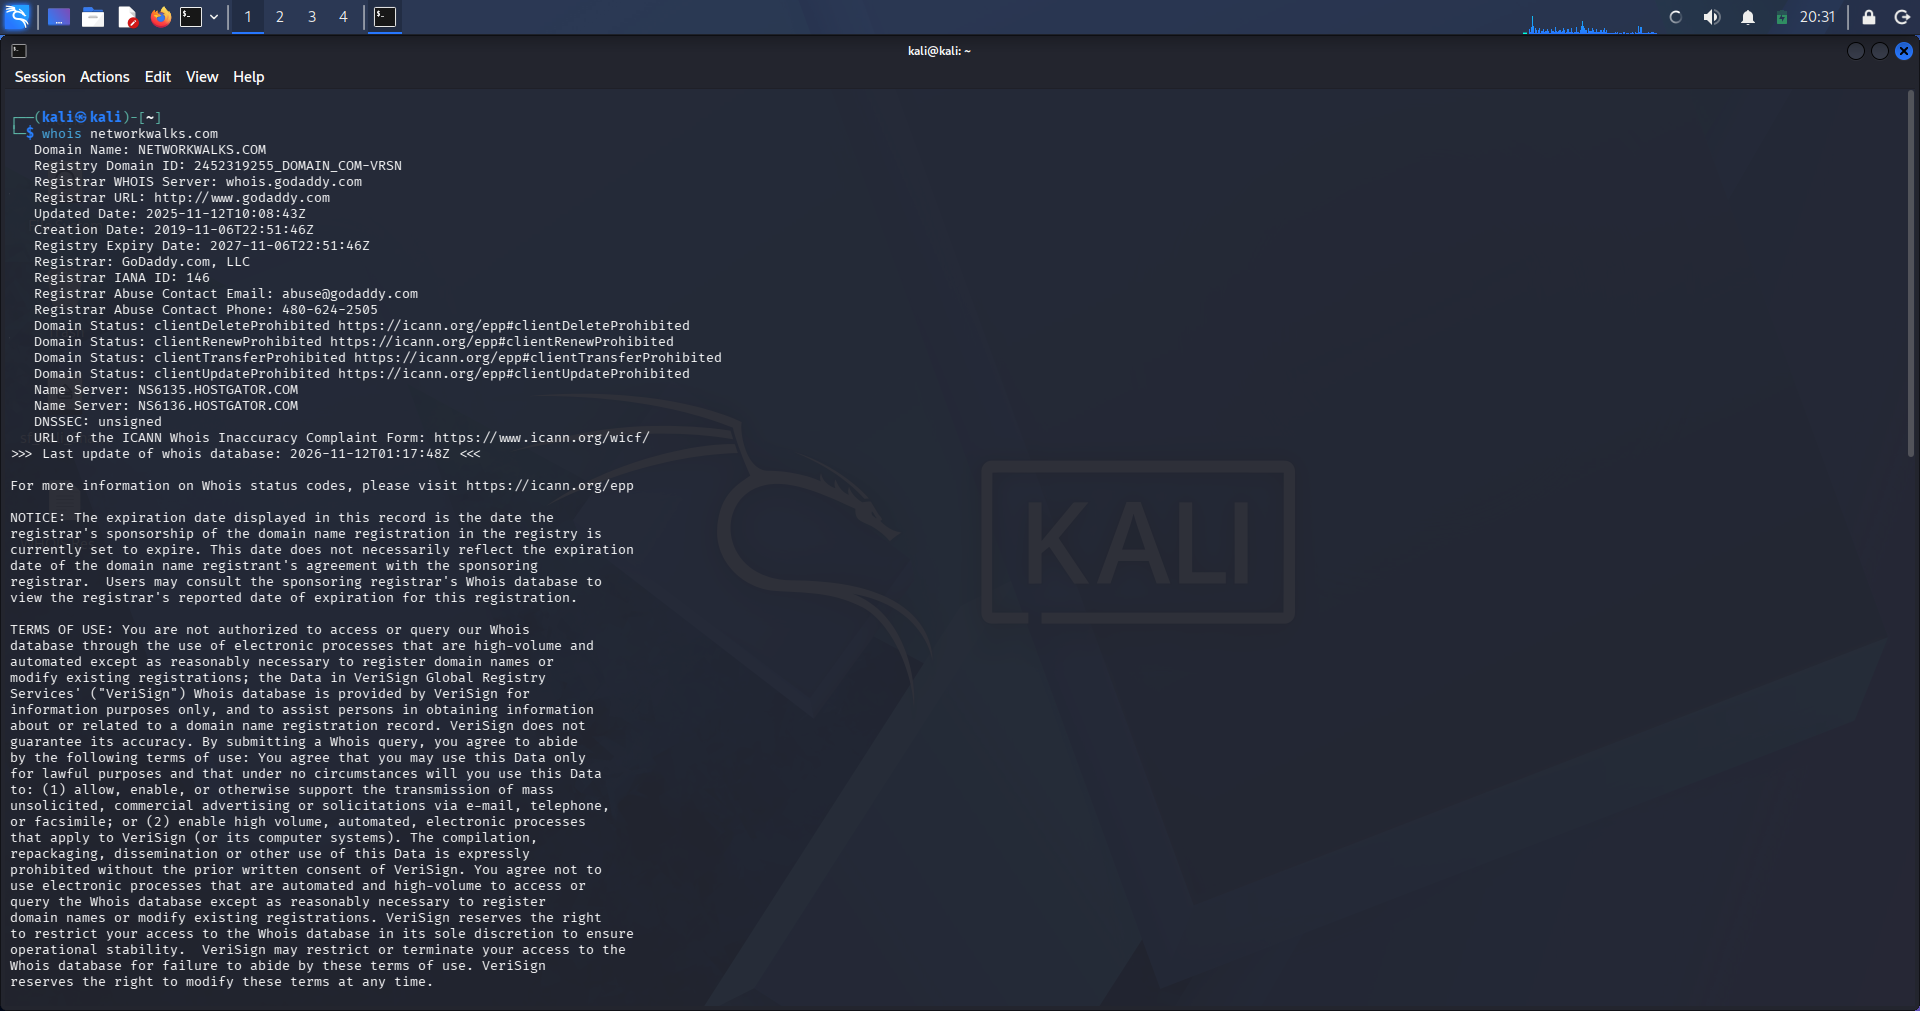 1 2 3 4 20:31
kali@kali: ~
Session Actions Edit View Help
┌──(kali㉿kali)-[~]
└─$ whois networkwalks.com
Domain Name: NETWORKWALKS.COM
Registry Domain ID: 2452319255_DOMAIN_COM-VRSN
Registrar WHOIS Server: whois.godaddy.com
Registrar URL: http://www.godaddy.com
Updated Date: 2025-11-12T10:08:43Z
Creation Date: 2019-11-06T22:51:46Z
Registry Expiry Date: 2027-11-06T22:51:46Z
Registrar: GoDaddy.com, LLC
Registrar IANA ID: 146
Registrar Abuse Contact Email: abuse@godaddy.com
Registrar Abuse Contact Phone: 480-624-2505
Domain Status: clientDeleteProhibited https://icann.org/epp#clientDeleteProhibited
Domain Status: clientRenewProhibited https://icann.org/epp#clientRenewProhibited
Domain Status: clientTransferProhibited https://icann.org/epp#clientTransferProhibited
Domain Status: clientUpdateProhibited https://icann.org/epp#clientUpdateProhibited
Name Server: NS6135.HOSTGATOR.COM
Name Server: NS6136.HOSTGATOR.COM
DNSSEC: unsigned
URL of the ICANN Whois Inaccuracy Complaint Form: https://www.icann.org/wicf/
>>> Last update of whois database: 2026-11-12T01:17:48Z <<<
For more information on Whois status codes, please visit https://icann.org/epp
NOTICE: The expiration date displayed in this record is the date the
registrar's sponsorship of the domain name registration in the registry is
currently set to expire. This date does not necessarily reflect the expiration
date of the domain name registrant's agreement with the sponsoring
registrar.  Users may consult the sponsoring registrar's Whois database to
view the registrar's reported date of expiration for this registration.
TERMS OF USE: You are not authorized to access or query our Whois
database through the use of electronic processes that are high-volume and
automated except as reasonably necessary to register domain names or
modify existing registrations; the Data in VeriSign Global Registry
Services' ("VeriSign") Whois database is provided by VeriSign for
information purposes only, and to assist persons in obtaining information
about or related to a domain name registration record. VeriSign does not
guarantee its accuracy. By submitting a Whois query, you agree to abide
by the following terms of use: You agree that you may use this Data only
for lawful purposes and that under no circumstances will you use this Data
to: (1) allow, enable, or otherwise support the transmission of mass
unsolicited, commercial advertising or solicitations via e-mail, telephone,
or facsimile; or (2) enable high volume, automated, electronic processes
that apply to VeriSign (or its computer systems). The compilation,
repackaging, dissemination or other use of this Data is expressly
prohibited without the prior written consent of VeriSign. You agree not to
use electronic processes that are automated and high-volume to access or
query the Whois database except as reasonably necessary to register
domain names or modify existing registrations. VeriSign reserves the right
to restrict your access to the Whois database in its sole discretion to ensure
operational stability.  VeriSign may restrict or terminate your access to the
Whois database for failure to abide by these terms of use. VeriSign
reserves the right to modify these terms at any time.
KALI